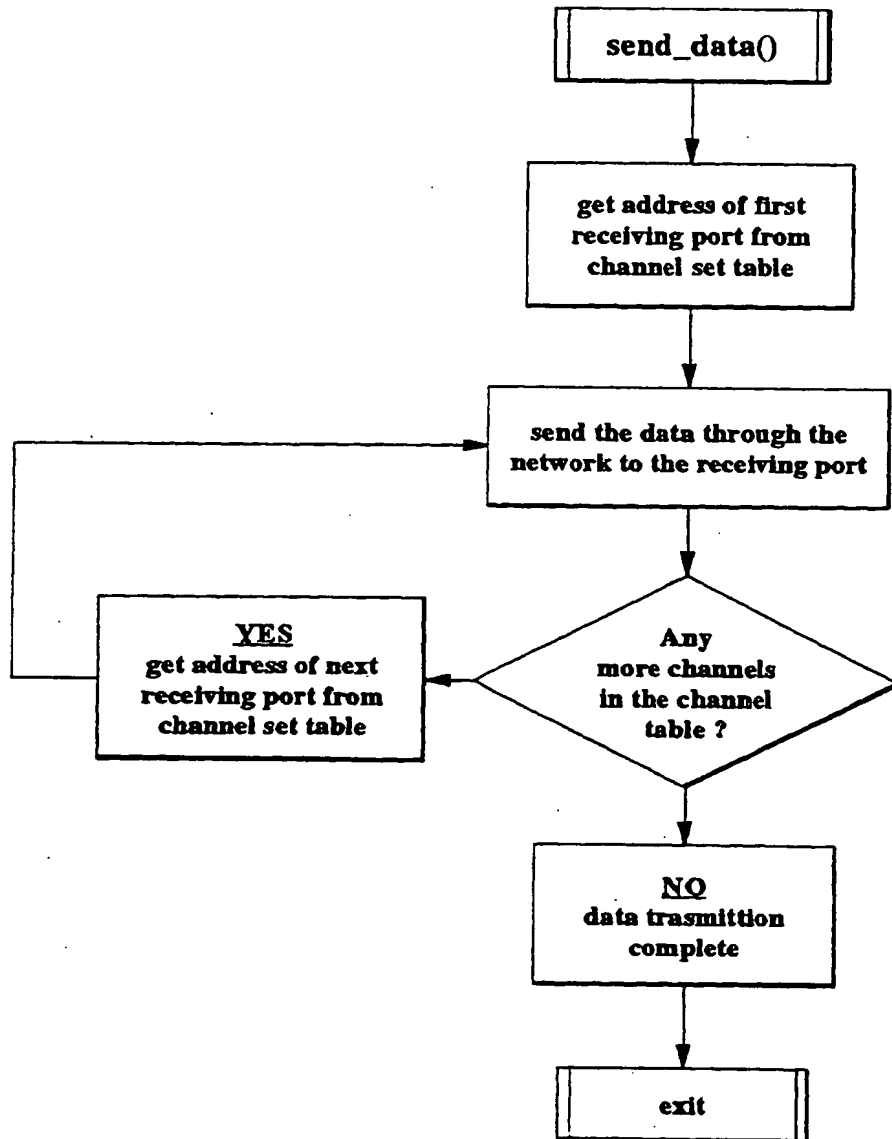 send_data()
get address of first
receiving port from
channel set table
send the data through the
network to the receiving port
Any
more channels
in the channel
table ?
YES
get address of next
receiving port from
channel set table
NO
data trasmittion
complete
exit